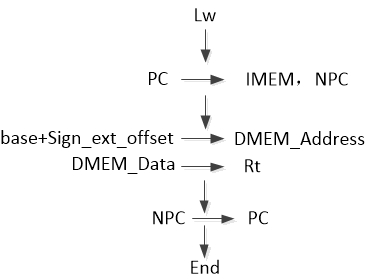 Lw
PC IMEM，NPC
base+Sign_ext_offset DMEM_Address
DMEM_Data Rt
NPC PC
End